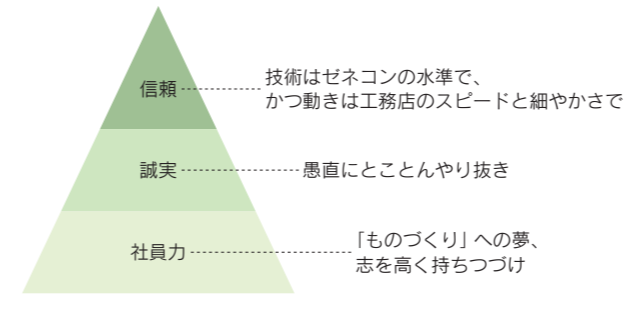 信頼
技術はゼネコンの水準で、
かつ動きは工務店のスピードと細やかさで
誠実
愚直にとことんやり抜き
社員力
「ものづくり」への夢、
志を高く持ちつづけ